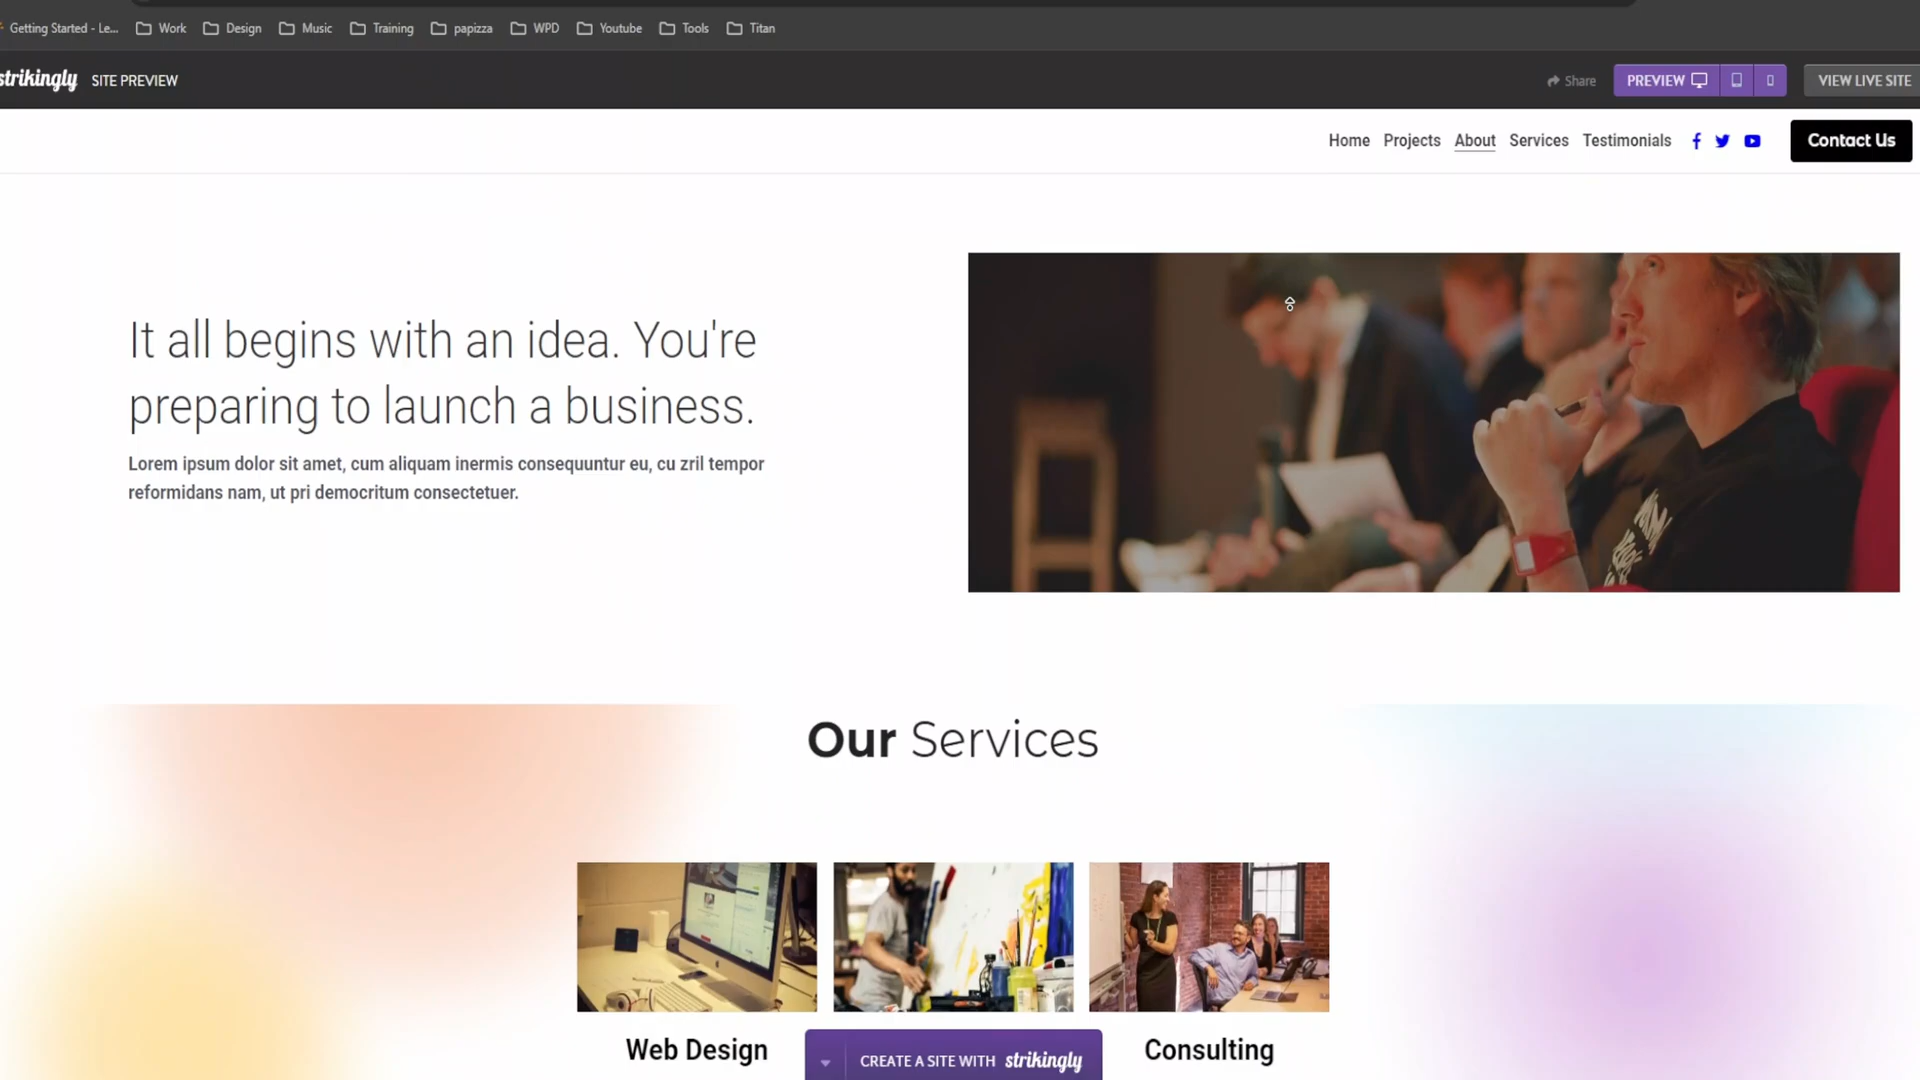 Getting Started - Le... Work Design Music Training papizza WPD Youtube Tools Titan
strikingly SITE PREVIEW Share PREVIEW VIEW LIVE SITE
Home Projects About Services Testimonials Contact Us
It all begins with an idea. You're
preparing to launch a business.
Lorem ipsum dolor sit amet, cum aliquam inermis consequuntur eu, cu zril tempor
reformidans nam, ut pri democritum consectetuer.
Our Services
Web Design Consulting
CREATE A SITE WITH strikingly